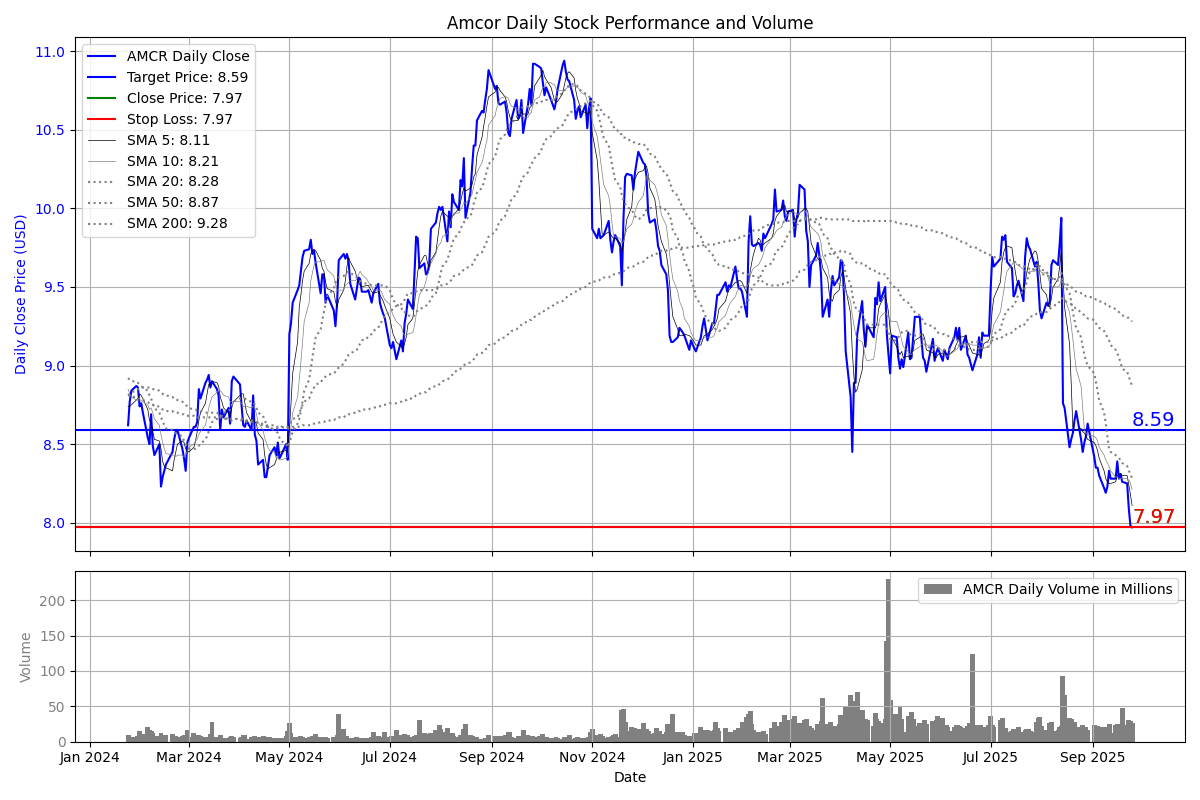 Amcor Daily Stock Performance and Volume
AMCR Daily Close
Target Price: 8.59
Close Price: 7.97
Stop Loss: 7.97
SMA 5: 8.11
SMA 10: 8.21
SMA 20: 8.28
SMA 50: 8.87
SMA 200: 9.28
Daily Close Price (USD)
11.0
10.5
10.0
9.5
9.0
8.5
8.0
8.59
7.97
AMCR Daily Volume in Millions
Volume
200
150
100
50
0
Jan 2024 Mar 2024 May 2024 Jul 2024 Sep 2024 Nov 2024 Jan 2025 Mar 2025 May 2025 Jul 2025 Sep 2025
Date